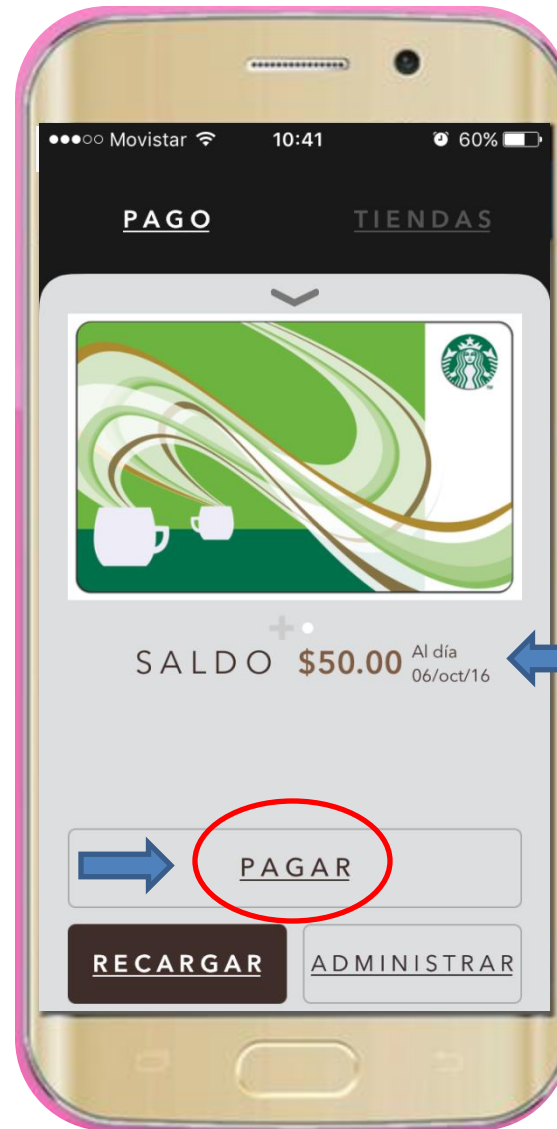 Movistar 10:41 60%
PAGO TIENDAS
SALDO $50.00 Al día
06/oct/16
PAGAR
RECARGAR ADMINISTRAR